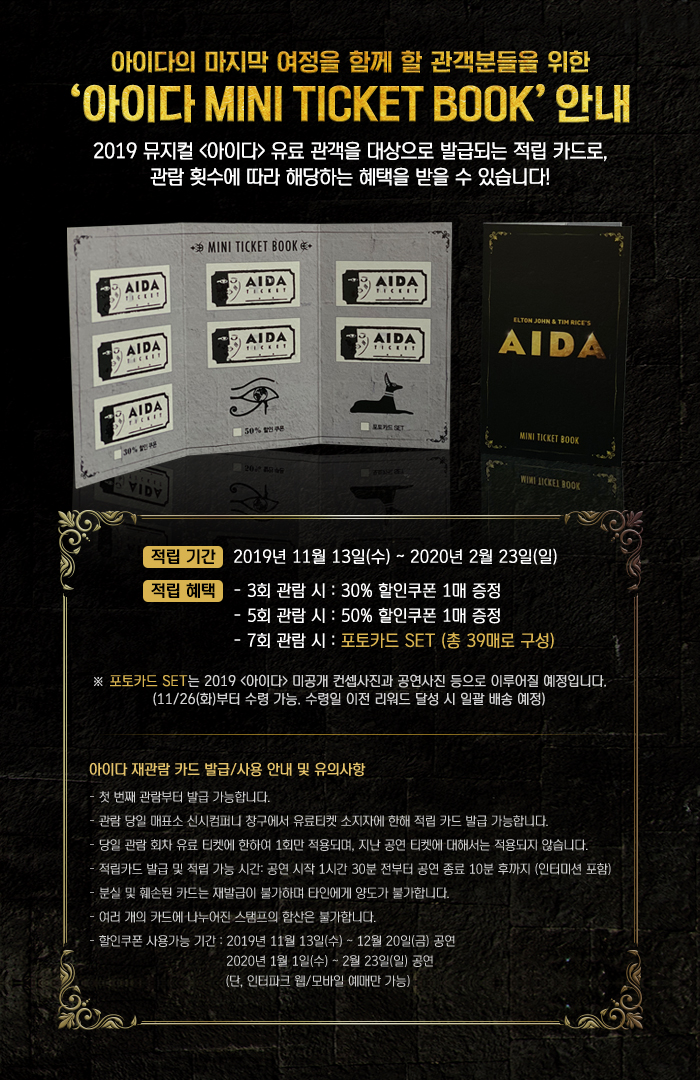 아이다의 마지막 여정을 함께 할 관객분들을 위한
‘아이다 MINI TICKET BOOK’ 안내
2019 뮤지컬 <아이다> 유료 관객을 대상으로 발급되는 적립 카드로,
관람 횟수에 따라 해당하는 혜택을 받을 수 있습니다!
MINI TICKET BOOK
AIDA
TICKET
AIDA
TICKET
AIDA
TICKET
AIDA
TICKET
AIDA
TICKET
AIDA
TICKET
AIDA
TICKET
30% 할인 쿠폰
50% 할인 쿠폰
포토카드 SET
ELTON JOHN & TIM RICE'S
AIDA
MINI TICKET BOOK
적립 기간 2019년 11월 13일(수) ~ 2020년 2월 23일(일)
적립 혜택 - 3회 관람 시 : 30% 할인쿠폰 1매 증정
- 5회 관람 시 : 50% 할인쿠폰 1매 증정
- 7회 관람 시 : 포토카드 SET (총 39매로 구성)
※ 포토카드 SET는 2019 <아이다> 미공개 컨셉사진과 공연사진 등으로 이루어질 예정입니다.
(11/26(화)부터 수령 가능. 수령일 이전 리워드 달성 시 일괄 배송 예정)
아이다 재관람 카드 발급/사용 안내 및 유의사항
- 첫 번째 관람부터 발급 가능합니다.
- 관람 당일 매표소 신시컴퍼니 창구에서 유료티켓 소지자에 한해 적립 카드 발급 가능합니다.
- 당일 관람 회차 유료 티켓에 한하여 1회만 적용되며, 지난 공연 티켓에 대해서는 적용되지 않습니다.
- 적립카드 발급 및 적립 가능 시간: 공연 시작 1시간 30분 전부터 공연 종료 10분 후까지 (인터미션 포함)
- 분실 및 훼손된 카드는 재발급이 불가하며 타인에게 양도가 불가합니다.
- 여러 개의 카드에 나누어진 스탬프의 합산은 불가합니다.
- 할인쿠폰 사용가능 기간 : 2019년 11월 13일(수) ~ 12월 20일(금) 공연
2020년 1월 1일(수) ~ 2월 23일(일) 공연
(단, 인터파크 웹/모바일 예매만 가능)